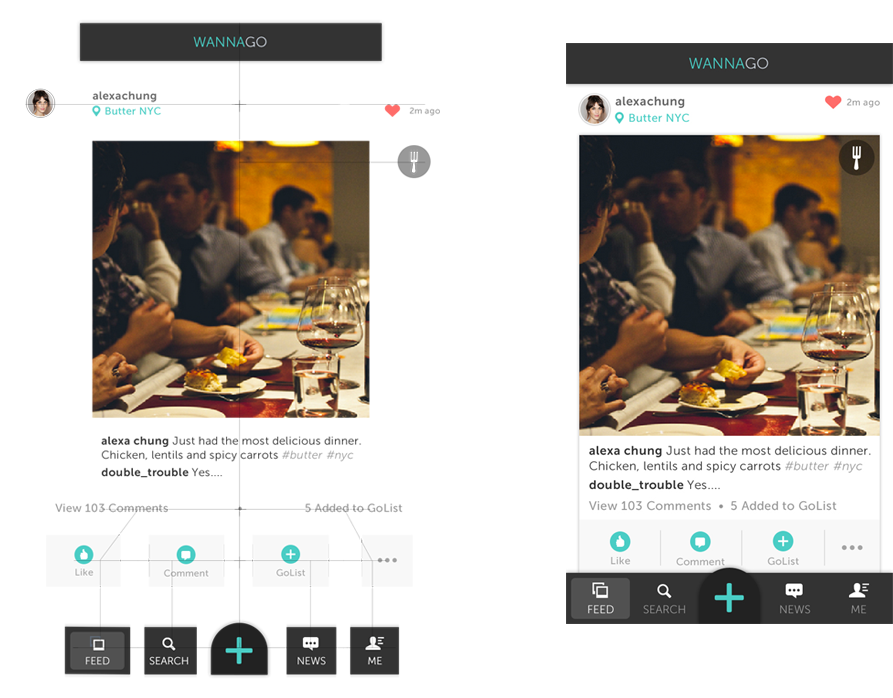 WANNAGO
alexachung
Butter NYC
2m ago
alexa chung Just had the most delicious dinner.
Chicken, lentils and spicy carrots #butter #nyc
double_trouble Yes....
View 103 Comments
5 Added to GoList
Like
Comment
GoList
FEED
SEARCH
NEWS
ME
WANNAGO
alexachung
Butter NYC
2m ago
alexa chung Just had the most delicious dinner.
Chicken, lentils and spicy carrots #butter #nyc
double_trouble Yes....
View 103 Comments • 5 Added to GoList
Like
Comment
GoList
FEED
SEARCH
NEWS
ME